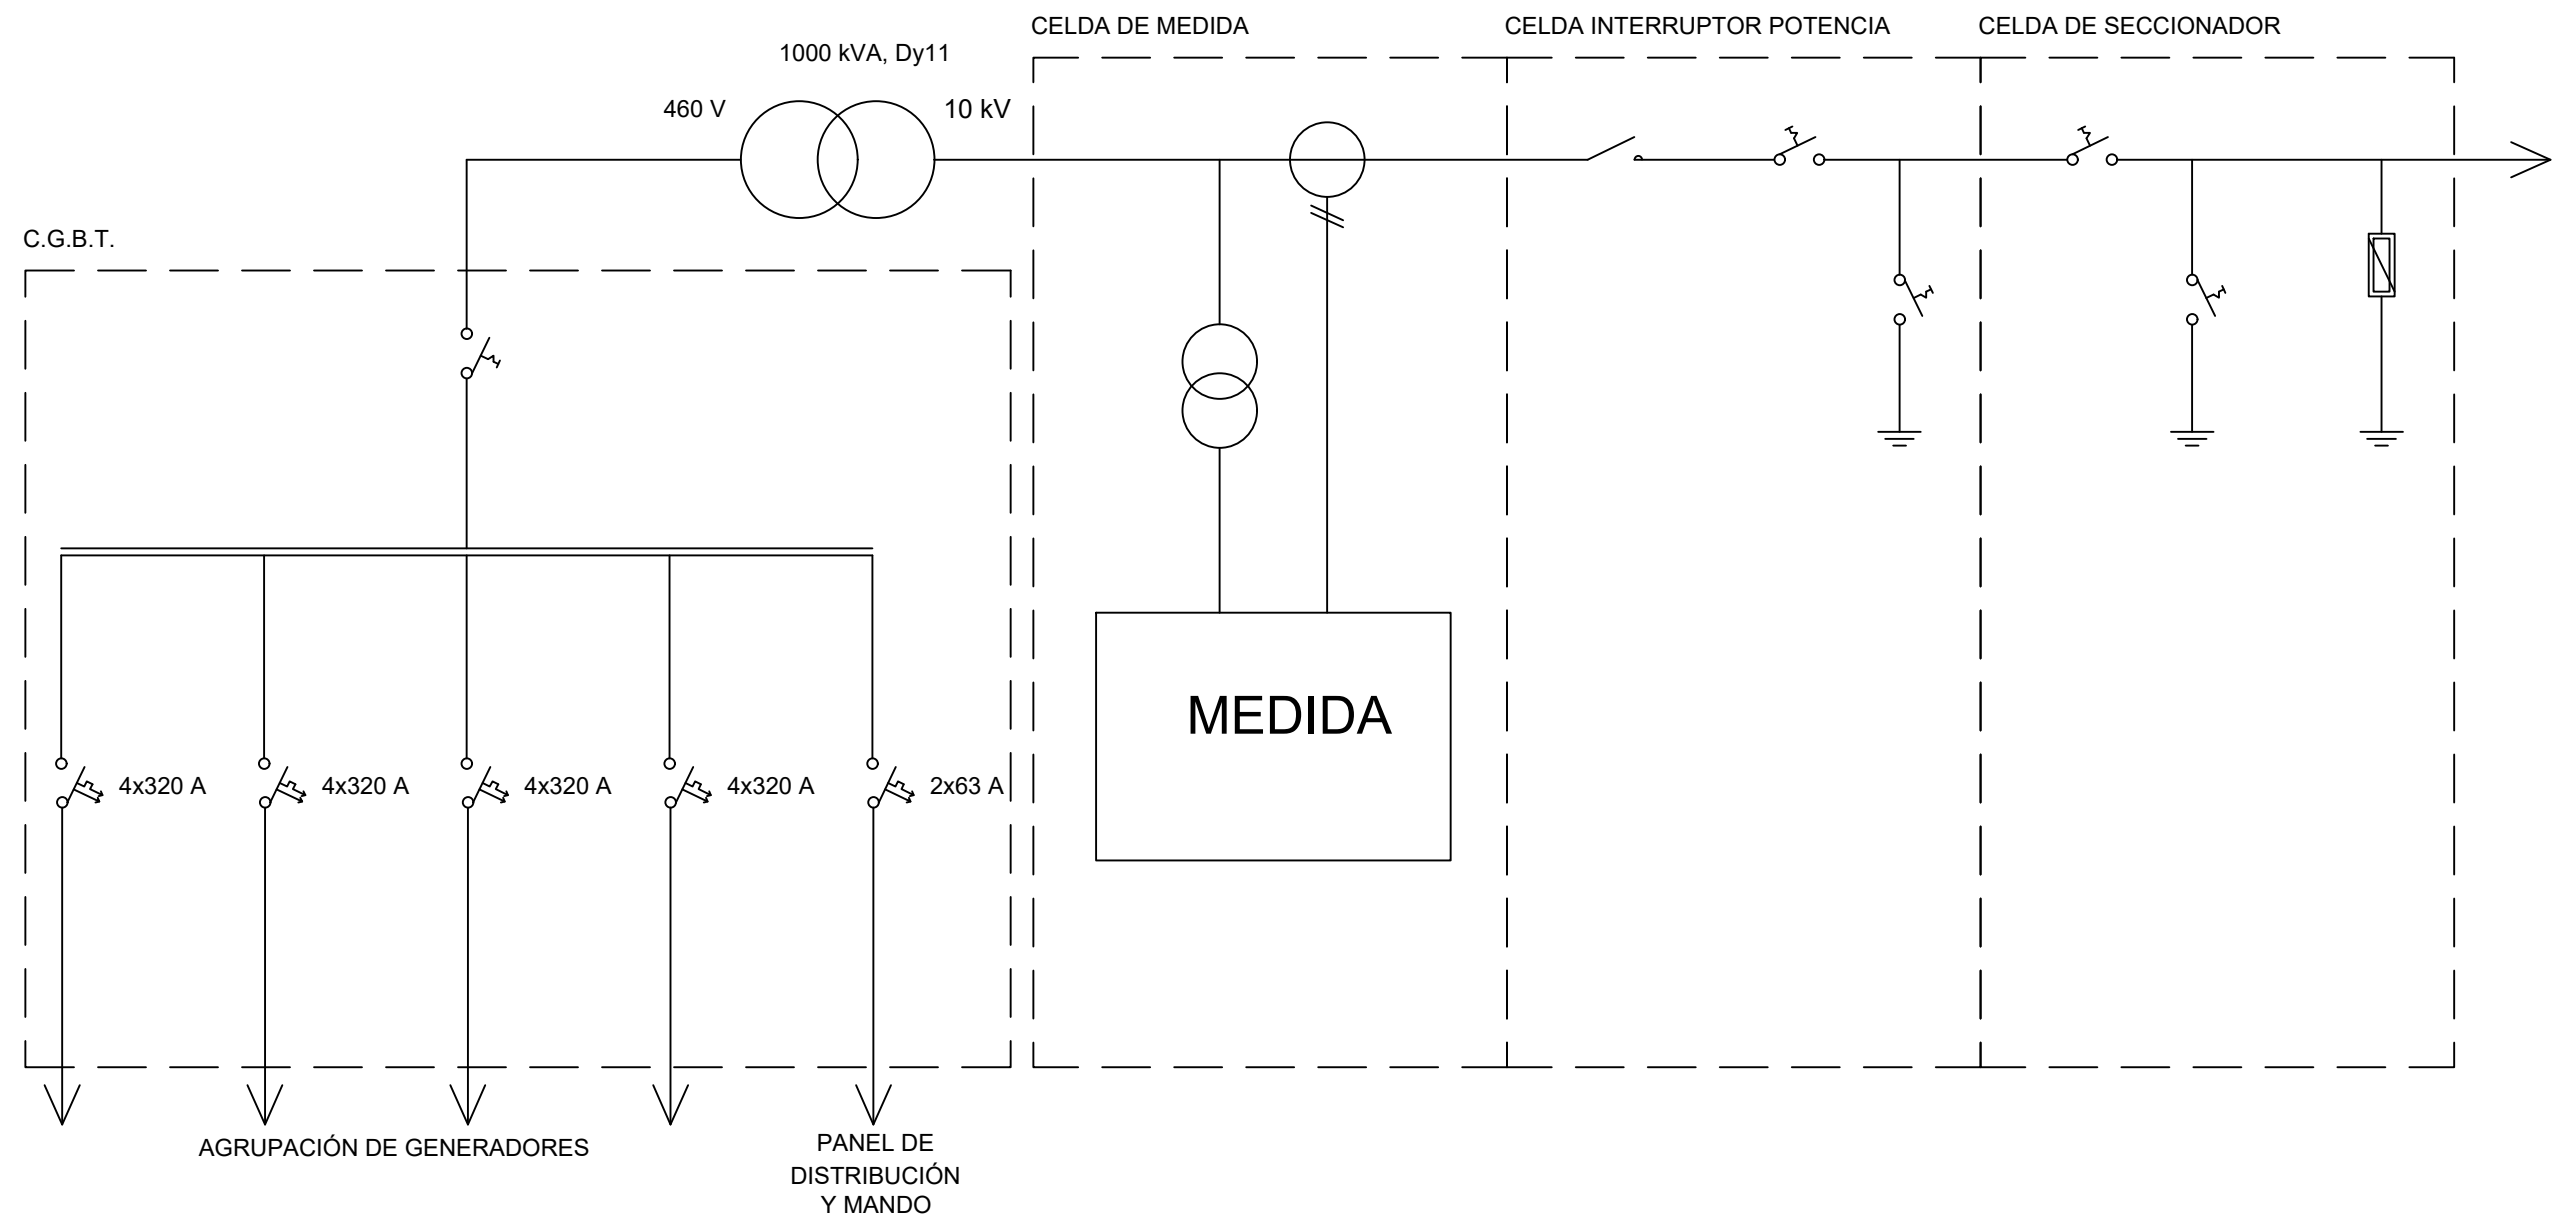 CELDA DE MEDIDA
CELDA INTERRUPTOR POTENCIA
CELDA DE SECCIONADOR
1000 kVA, Dy11
460 V
10 kV
C.G.B.T.
MEDIDA
4x320 A
4x320 A
4x320 A
4x320 A
2x63 A
AGRUPACIÓN DE GENERADORES
PANEL DE
DISTRIBUCIÓN
Y MANDO